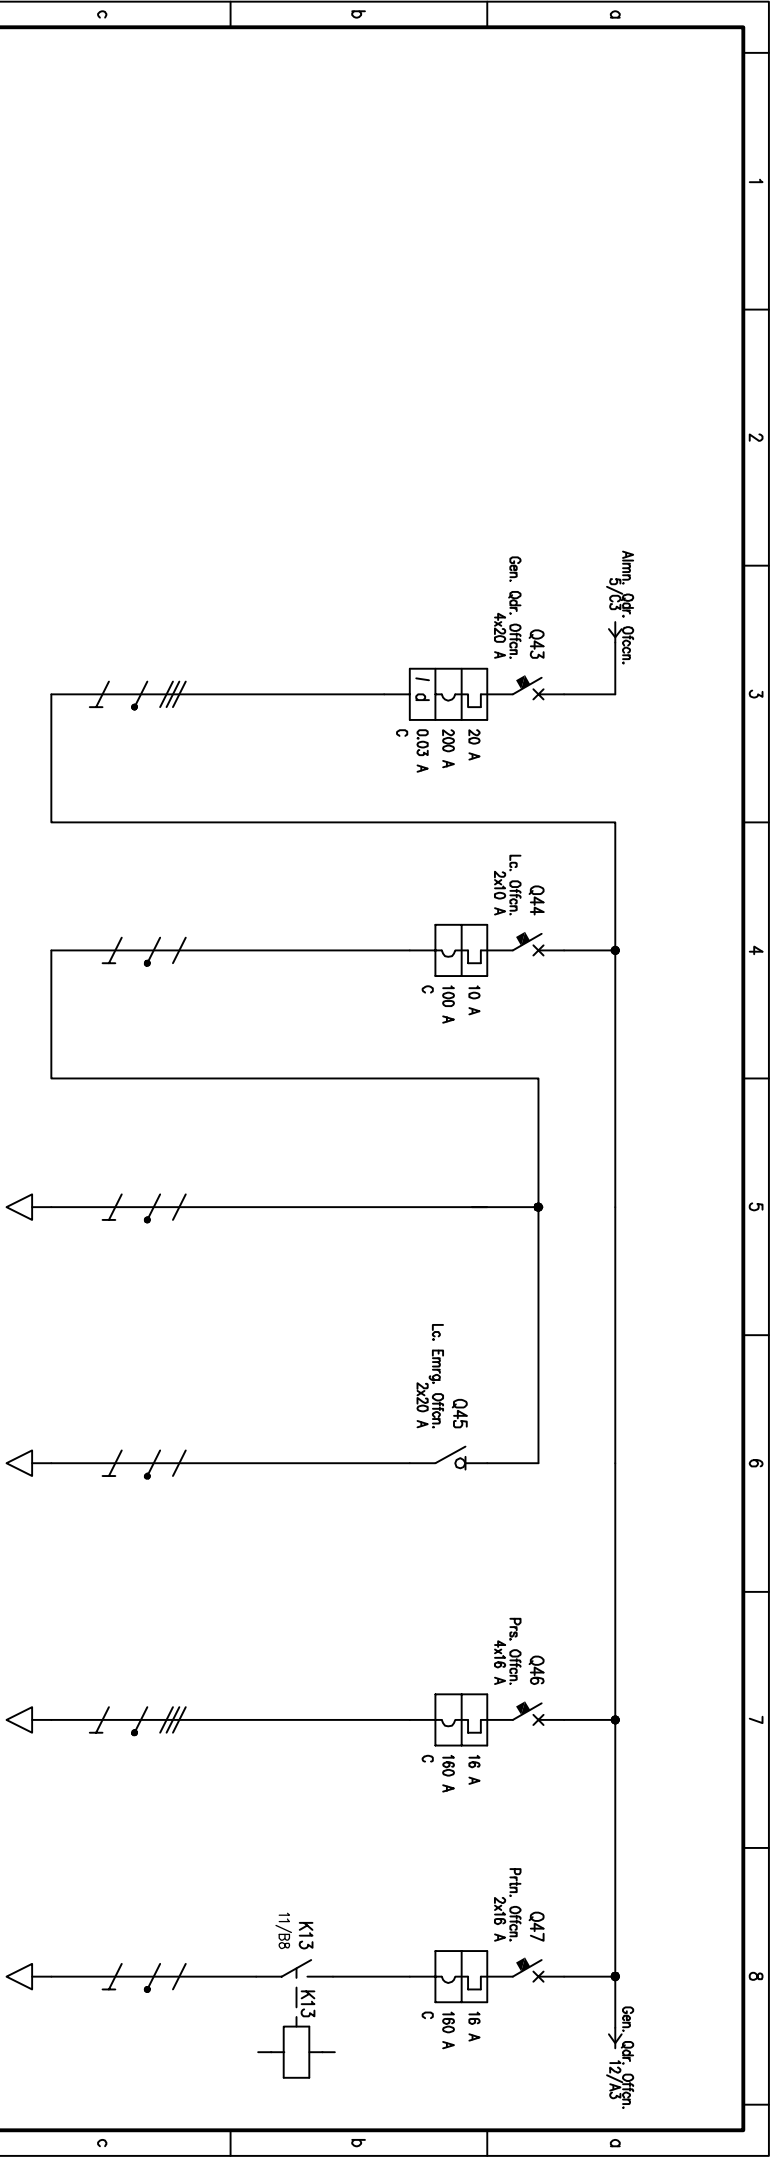 1
2
3
4
5
6
7
8
a
a
b
b
c
c
Almn. Qdr. Ofccn.
5/C3
Q43
Gen. Qdr. Offcn.
4x20 A
20 A
200 A
I d
0.03 A
C
Q44
Lc. Offcn.
2x10 A
10 A
100 A
C
Q45
Lc. Emrg. Offcn.
2x20 A
Q46
Prs. Offcn.
4x16 A
16 A
160 A
C
Q47
Prtn. Offcn.
2x16 A
16 A
160 A
C
K13
11/B8
K13
Gen. Qdr. Offcn.
12/A3